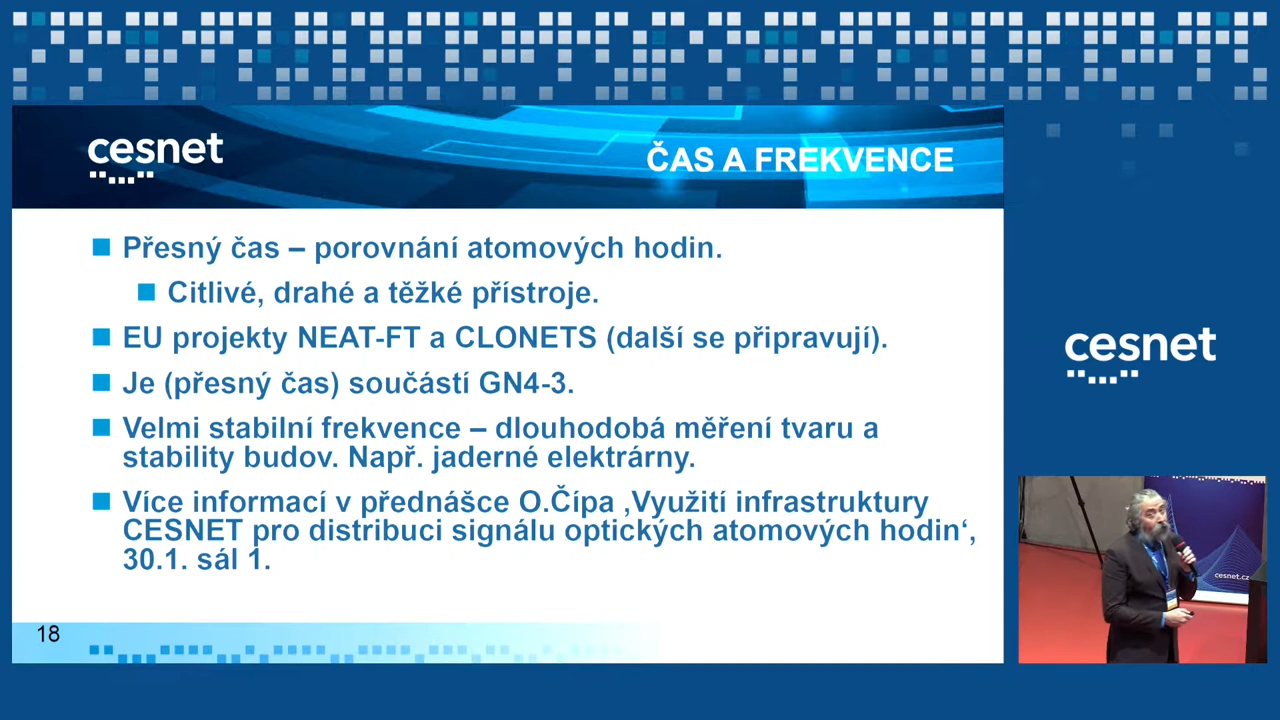 cesnet
ČAS A FREKVENCE
Přesný čas – porovnání atomových hodin.
Citlivé, drahé a těžké přístroje.
EU projekty NEAT-FT a CLONETS (další se připravují).
Je (přesný čas) součástí GN4-3.
Velmi stabilní frekvence – dlouhodobá měření tvaru a
stability budov. Např. jaderné elektrárny.
Více informací v přednášce O.Čípa ‚Využití infrastruktury
CESNET pro distribuci signálu optických atomových hodin‘,
30.1. sál 1.
18
cesnet
cesnet.cz